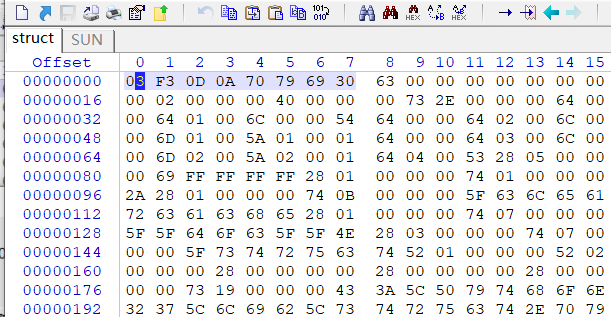 struct SUN
Offset 0 1 2 3 4 5 6 7 8 9 10 11 12 13 14 15
00000000 03 F3 0D 0A 70 79 69 30 63 00 00 00 00 00 00 00
00000016 00 02 00 00 00 40 00 00 00 73 2E 00 00 00 64 00
00000032 00 64 01 00 6C 00 00 54 64 00 00 64 02 00 6C 00
00000048 00 6D 01 00 5A 01 00 01 64 00 00 64 03 00 6C 00
00000064 00 6D 02 00 5A 02 00 01 64 04 00 53 28 05 00 00
00000080 00 69 FF FF FF FF 28 01 00 00 00 74 01 00 00 00
00000096 2A 28 01 00 00 00 74 0B 00 00 00 5F 63 6C 65 61
00000112 72 63 61 63 68 65 28 01 00 00 00 74 07 00 00 00
00000128 5F 5F 64 6F 63 5F 5F 4E 28 03 00 00 00 74 07 00
00000144 00 00 5F 73 74 72 75 63 74 52 01 00 00 00 52 02
00000160 00 00 00 28 00 00 00 00 28 00 00 00 00 28 00 00
00000176 00 00 73 19 00 00 00 43 3A 5C 50 79 74 68 6F 6E
00000192 32 37 5C 6C 69 62 5C 73 74 72 75 63 74 2E 70 79